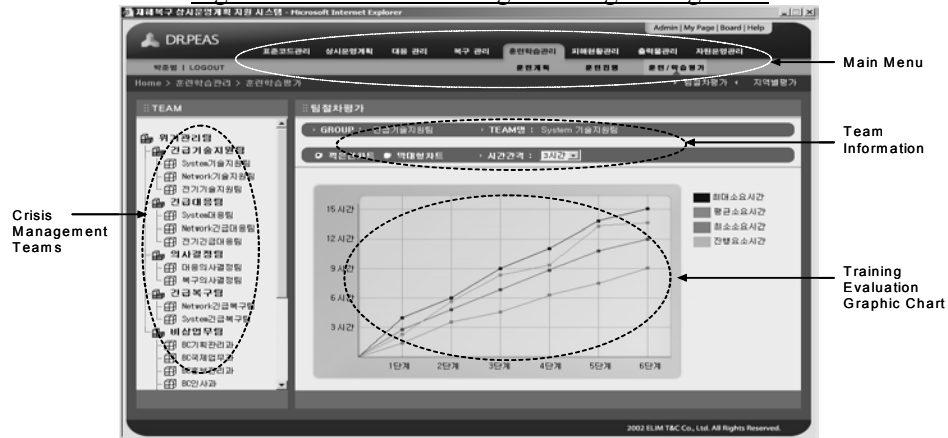 재해복구 상시운영계획 지원 시스템 - Microsoft Internet Explorer
Admin | My Page | Board | Help
DR.PEAS
표준코드관리 상시운영계획 대응 관리 복구 관리 훈련학습관리 피해현황관리 출력물관리 자원운영관리
LOGOUT
훈련계획 훈련진행 훈련/학습평가
Main Menu
Home > 훈련학습관리 > 훈련학습평가
팀절차평가 지역별평가
TEAM
팀절차평가
위기관리팀
GROUP : 긴급기술지원팀 TEAM명 : System 기술지원팀
Team
Information
긴급기술지원팀
System기술지원팀
Network기술지원팀
전기기술지원팀
꺽은선차트 막대형차트 시간간격 : 3시간
긴급대응팀
System대응팀
Network긴급대응팀
전기긴급대응팀
의사결정팀
대응의사결정팀
복구의사결정팀
긴급복구팀
Network긴급복구팀
System긴급복구팀
비상업무팀
BC기획관리과
BC국제업무과
BC인사과
Crisis
Management
Teams
15시간
12시간
9시간
6시간
3시간
1단계 2단계 3단계 4단계 5단계 6단계
최대소요시간
평균소요시간
최소소요시간
진행요소시간
Training
Evaluation
Graphic Chart
2002 ELIM T&C Co., Ltd. All Rights Reserved.